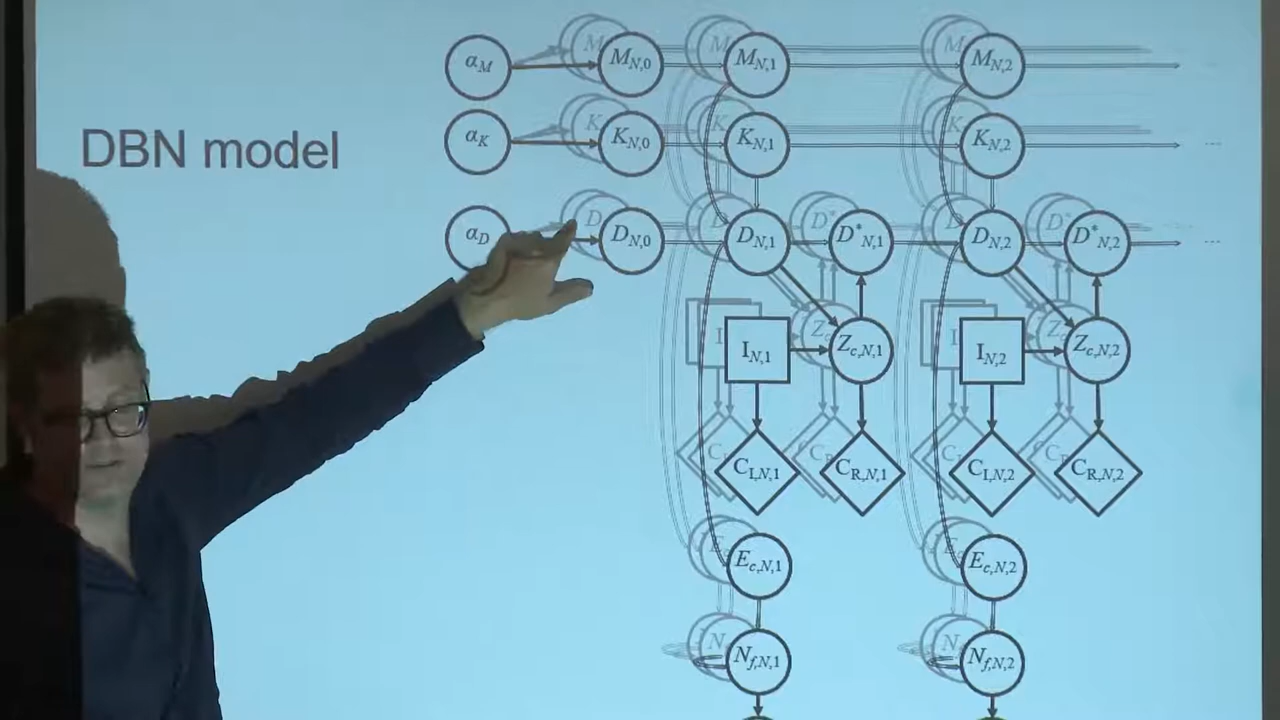 α_M M M_{N,0} M M_{N,1} M M_{N,2}
DBN model
α_K K K_{N,0} K K_{N,1} K K_{N,2} ...
α_D D D_{N,0} D_{N,1} D* D*_{N,1} D_{N,2} D* D*_{N,2} ...
I I_{N,1} Z Z_{c,N,1} I I_{N,2} Z_{c,N,2}
C C_{I,N,1} C_R C_{R,N,1} C C_{I,N,2} C C_{R,N,2}
E_{c,N,1} E_{c,N,2}
N N_{f,N,1} N N_{f,N,2}